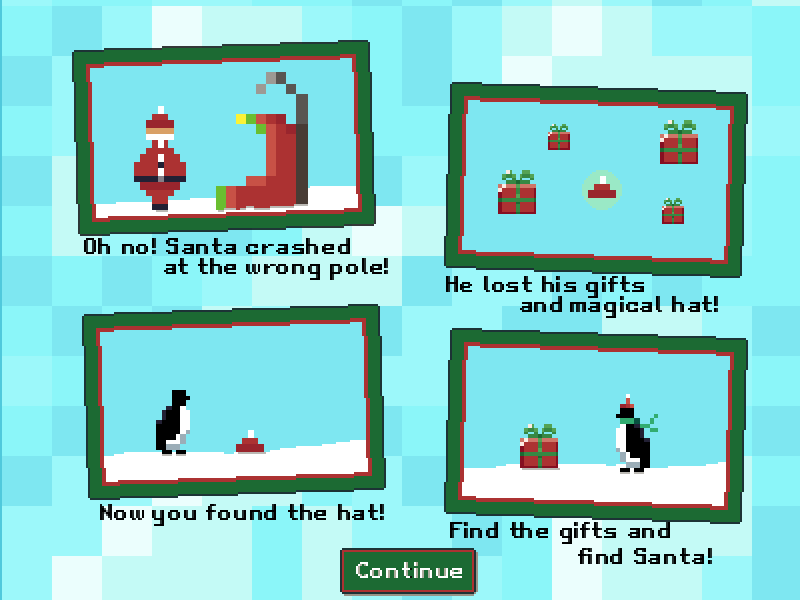 Oh no! Santa crashed
at the wrong pole!
He lost his gifts
and magical hat!
Now you found the hat!
Find the gifts and
find Santa!
Continue